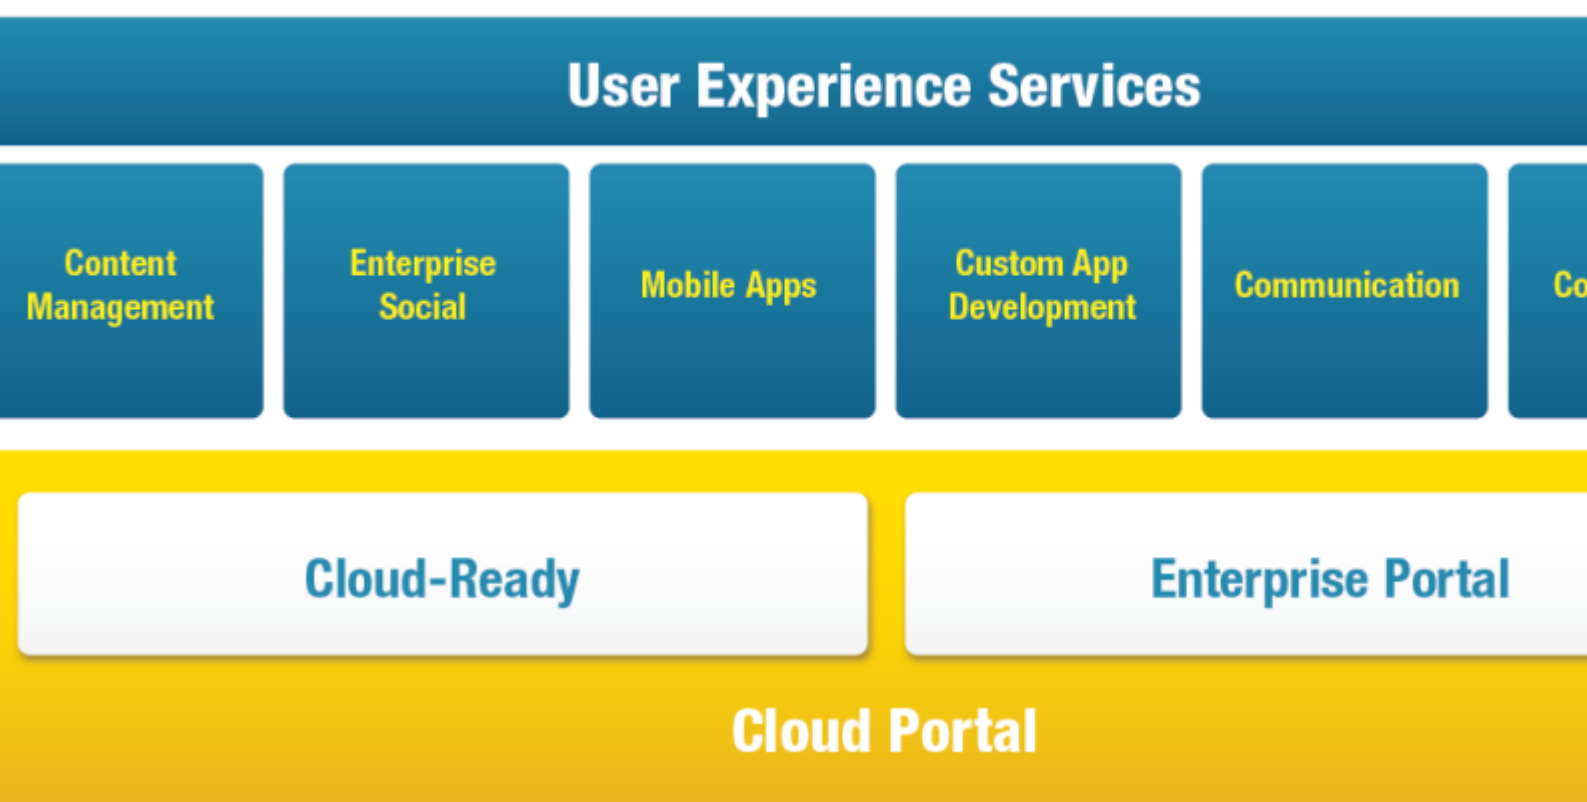 User Experience Services
Content
Management
Enterprise
Social
Mobile Apps
Custom App
Development
Communication
Cloud-Ready
Enterprise Portal
Cloud Portal